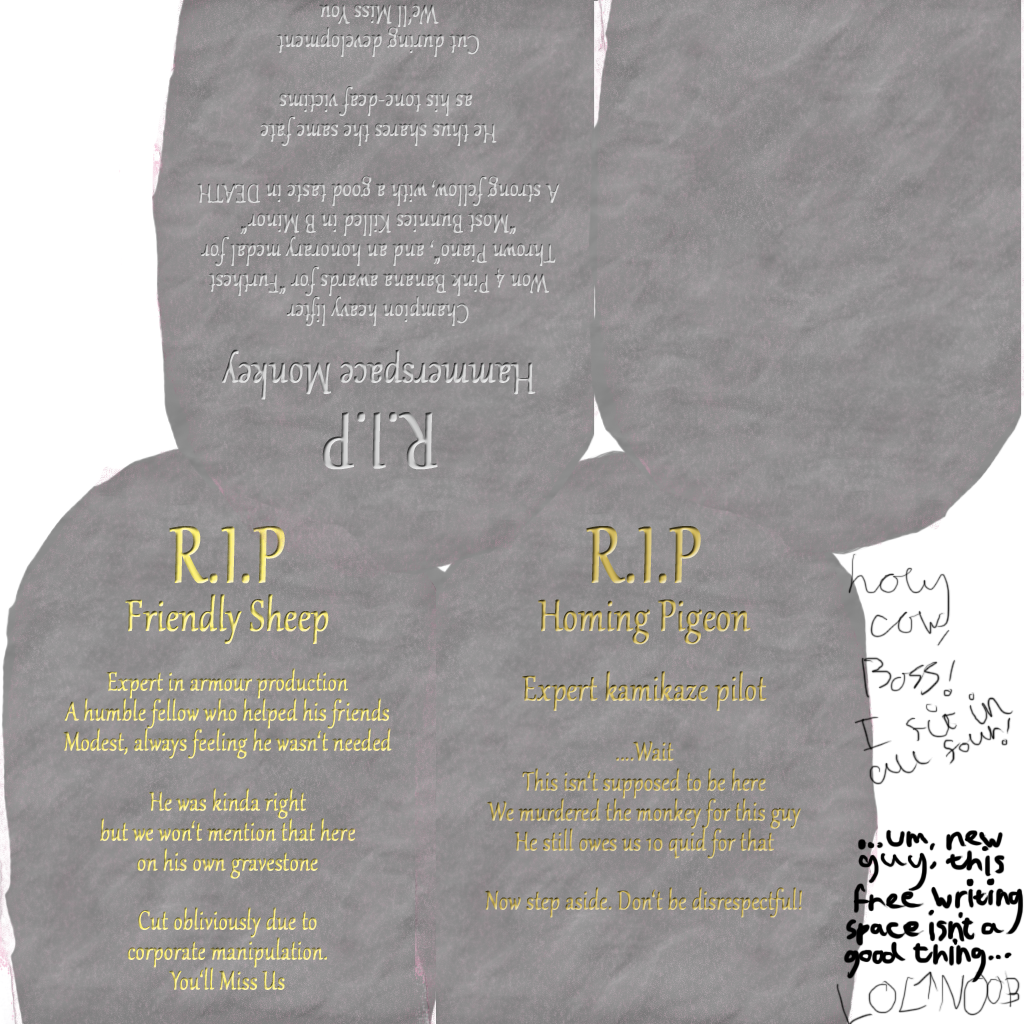 R.I.P
Hammerspace Monkey
Champion heavy lifter
Won 4 Pink Banana awards for "Furthest
Thrown Piano", and an honorary medal for
"Most Bunnies Killed in B Minor"
A strong fellow, with a good taste in DEATH
He thus shares the same fate
as his tone-deaf victims
Cut during development
We'll Miss You
R.I.P
Friendly Sheep
Expert in armour production
A humble fellow who helped his friends
Modest, always feeling he wasn't needed
He was kinda right
but we won't mention that here
on his own gravestone
Cut obliviously due to
corporate manipulation.
You'll Miss Us
R.I.P
Homing Pigeon
Expert kamikaze pilot
....Wait
This isn't supposed to be here
We murdered the monkey for this guy
He still owes us 10 quid for that
Now step aside. Don't be disrespectful!
holy
cow,
Boss!
I fit in
all four!
...um, new
guy, this
free writing
space isn't a
good thing...
LOL↑NOOB